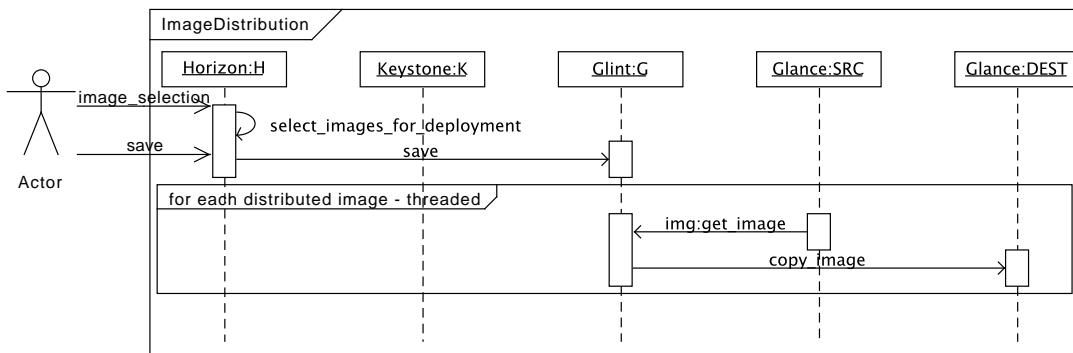 ImageDistribution
Horizon:H
Keystone:K
Glint:G
Glance:SRC
Glance:DEST
image_selection
select_images_for_deployment
save
save
Actor
for each distributed image - threaded
img:get_image
copy_image